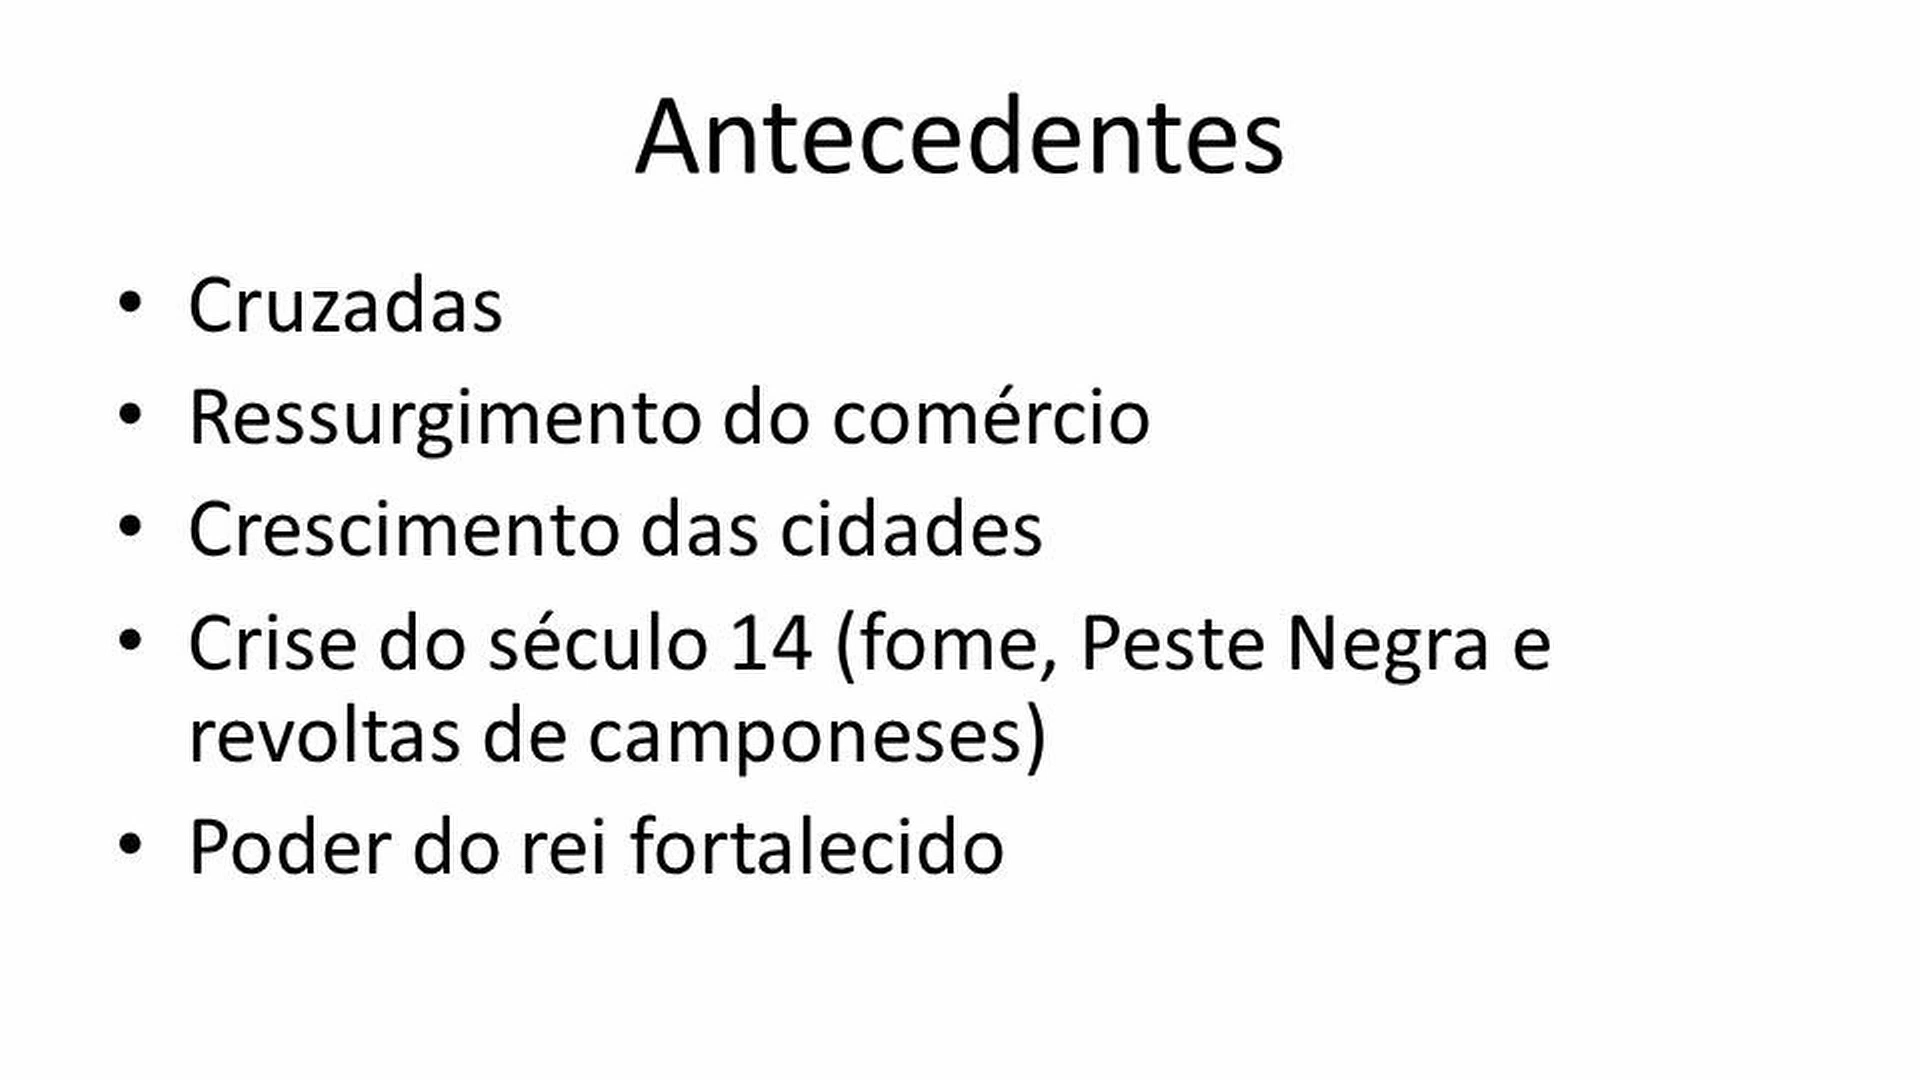 Antecedentes
• Cruzadas
• Ressurgimento do comércio
• Crescimento das cidades
• Crise do século 14 (fome, Peste Negra e
revoltas de camponeses)
• Poder do rei fortalecido